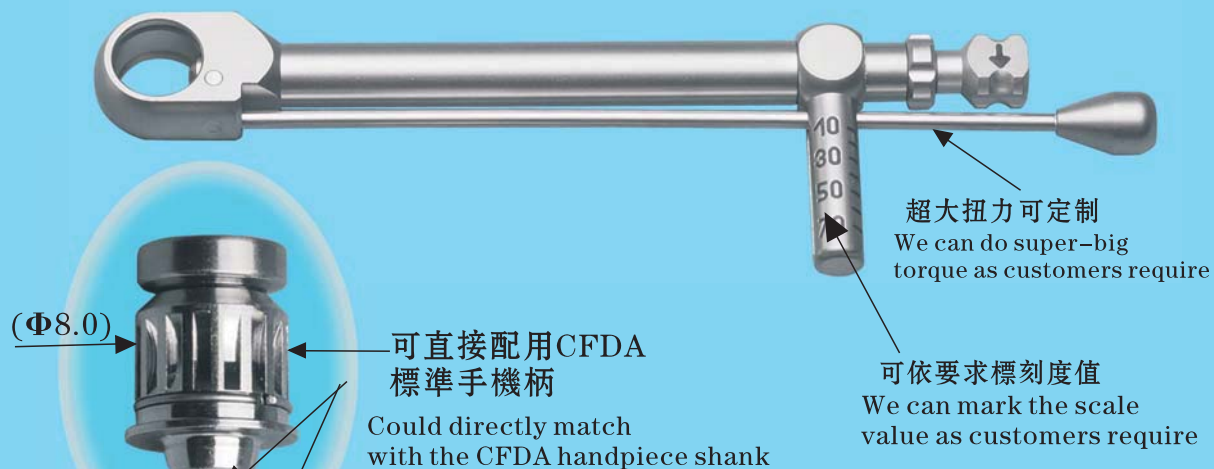 10
30
50
70
超大扭力可定制
We can do super-big
torque as customers require
(Φ8.0)
可直接配用CFDA
標準手機柄
Could directly match
with the CFDA handpiece shank
可依要求標刻度值
We can mark the scale
value as customers require